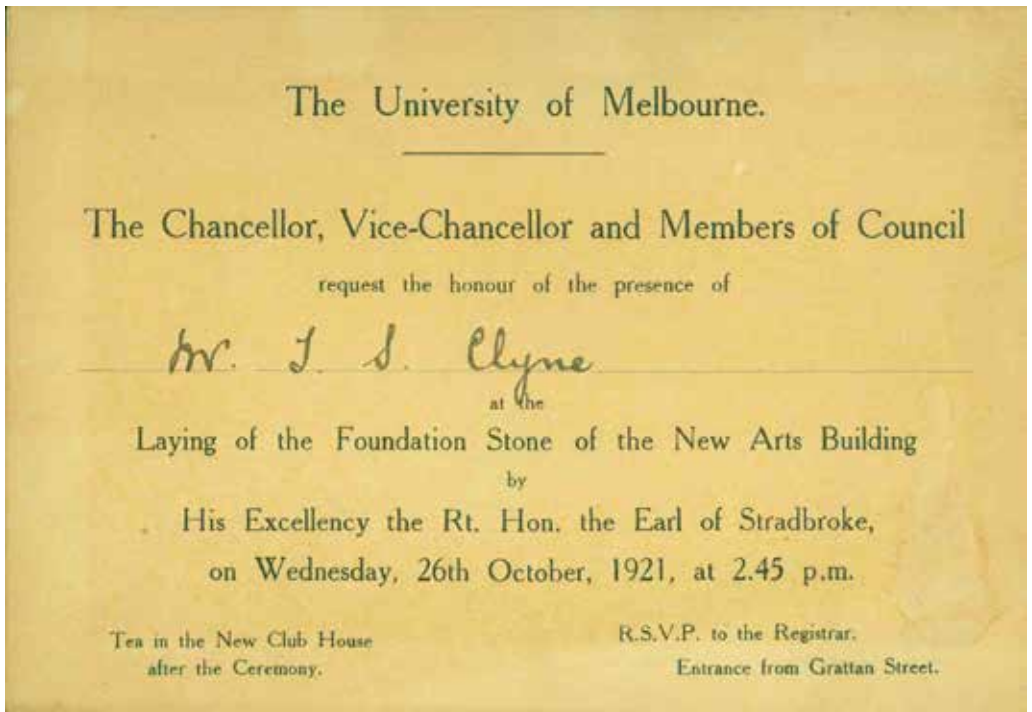 The University of Melbourne.
The Chancellor, Vice-Chancellor and Members of Council
request the honour of the presence of
Mr. J. S. Clyne
at the
Laying of the Foundation Stone of the New Arts Building
by
His Excellency the Rt. Hon. the Earl of Stradbroke,
on Wednesday, 26th October, 1921, at 2.45 p.m.
Tea in the New Club House
after the Ceremony.
R.S.V.P. to the Registrar.
Entrance from Grattan Street.